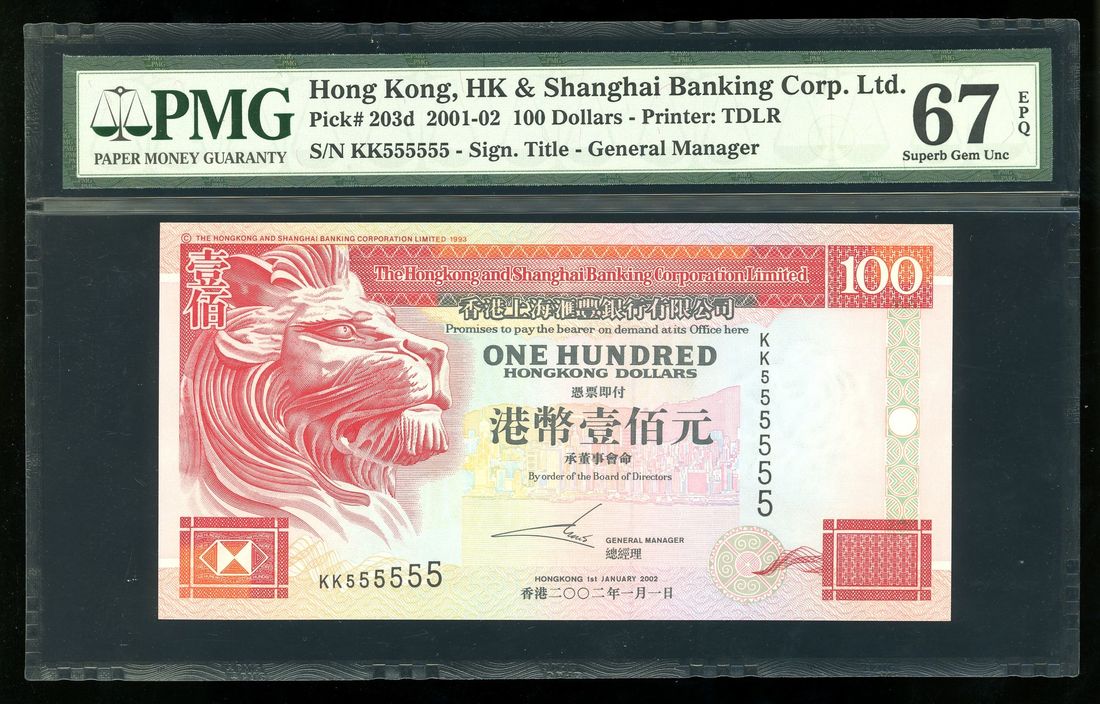 PMG
PAPER MONEY GUARANTY
Hong Kong, HK & Shanghai Banking Corp. Ltd.
Pick# 203d 2001-02 100 Dollars - Printer: TDLR
S/N KK555555 - Sign. Title - General Manager
67
EPQ
Superb Gem Unc
© THE HONGKONG AND SHANGHAI BANKING CORPORATION LIMITED 1993
壹佰
The Hongkong and Shanghai Banking Corporation Limited
100
香港上海滙豐銀行有限公司
Promises to pay the bearer on demand at its Office here
ONE HUNDRED
HONGKONG DOLLARS
憑票即付
港幣壹佰元
承董事會命
By order of the Board of Directors
KK555555
GENERAL MANAGER
總經理
KK555555
HONGKONG 1st JANUARY 2002
香港二〇〇二年一月一日